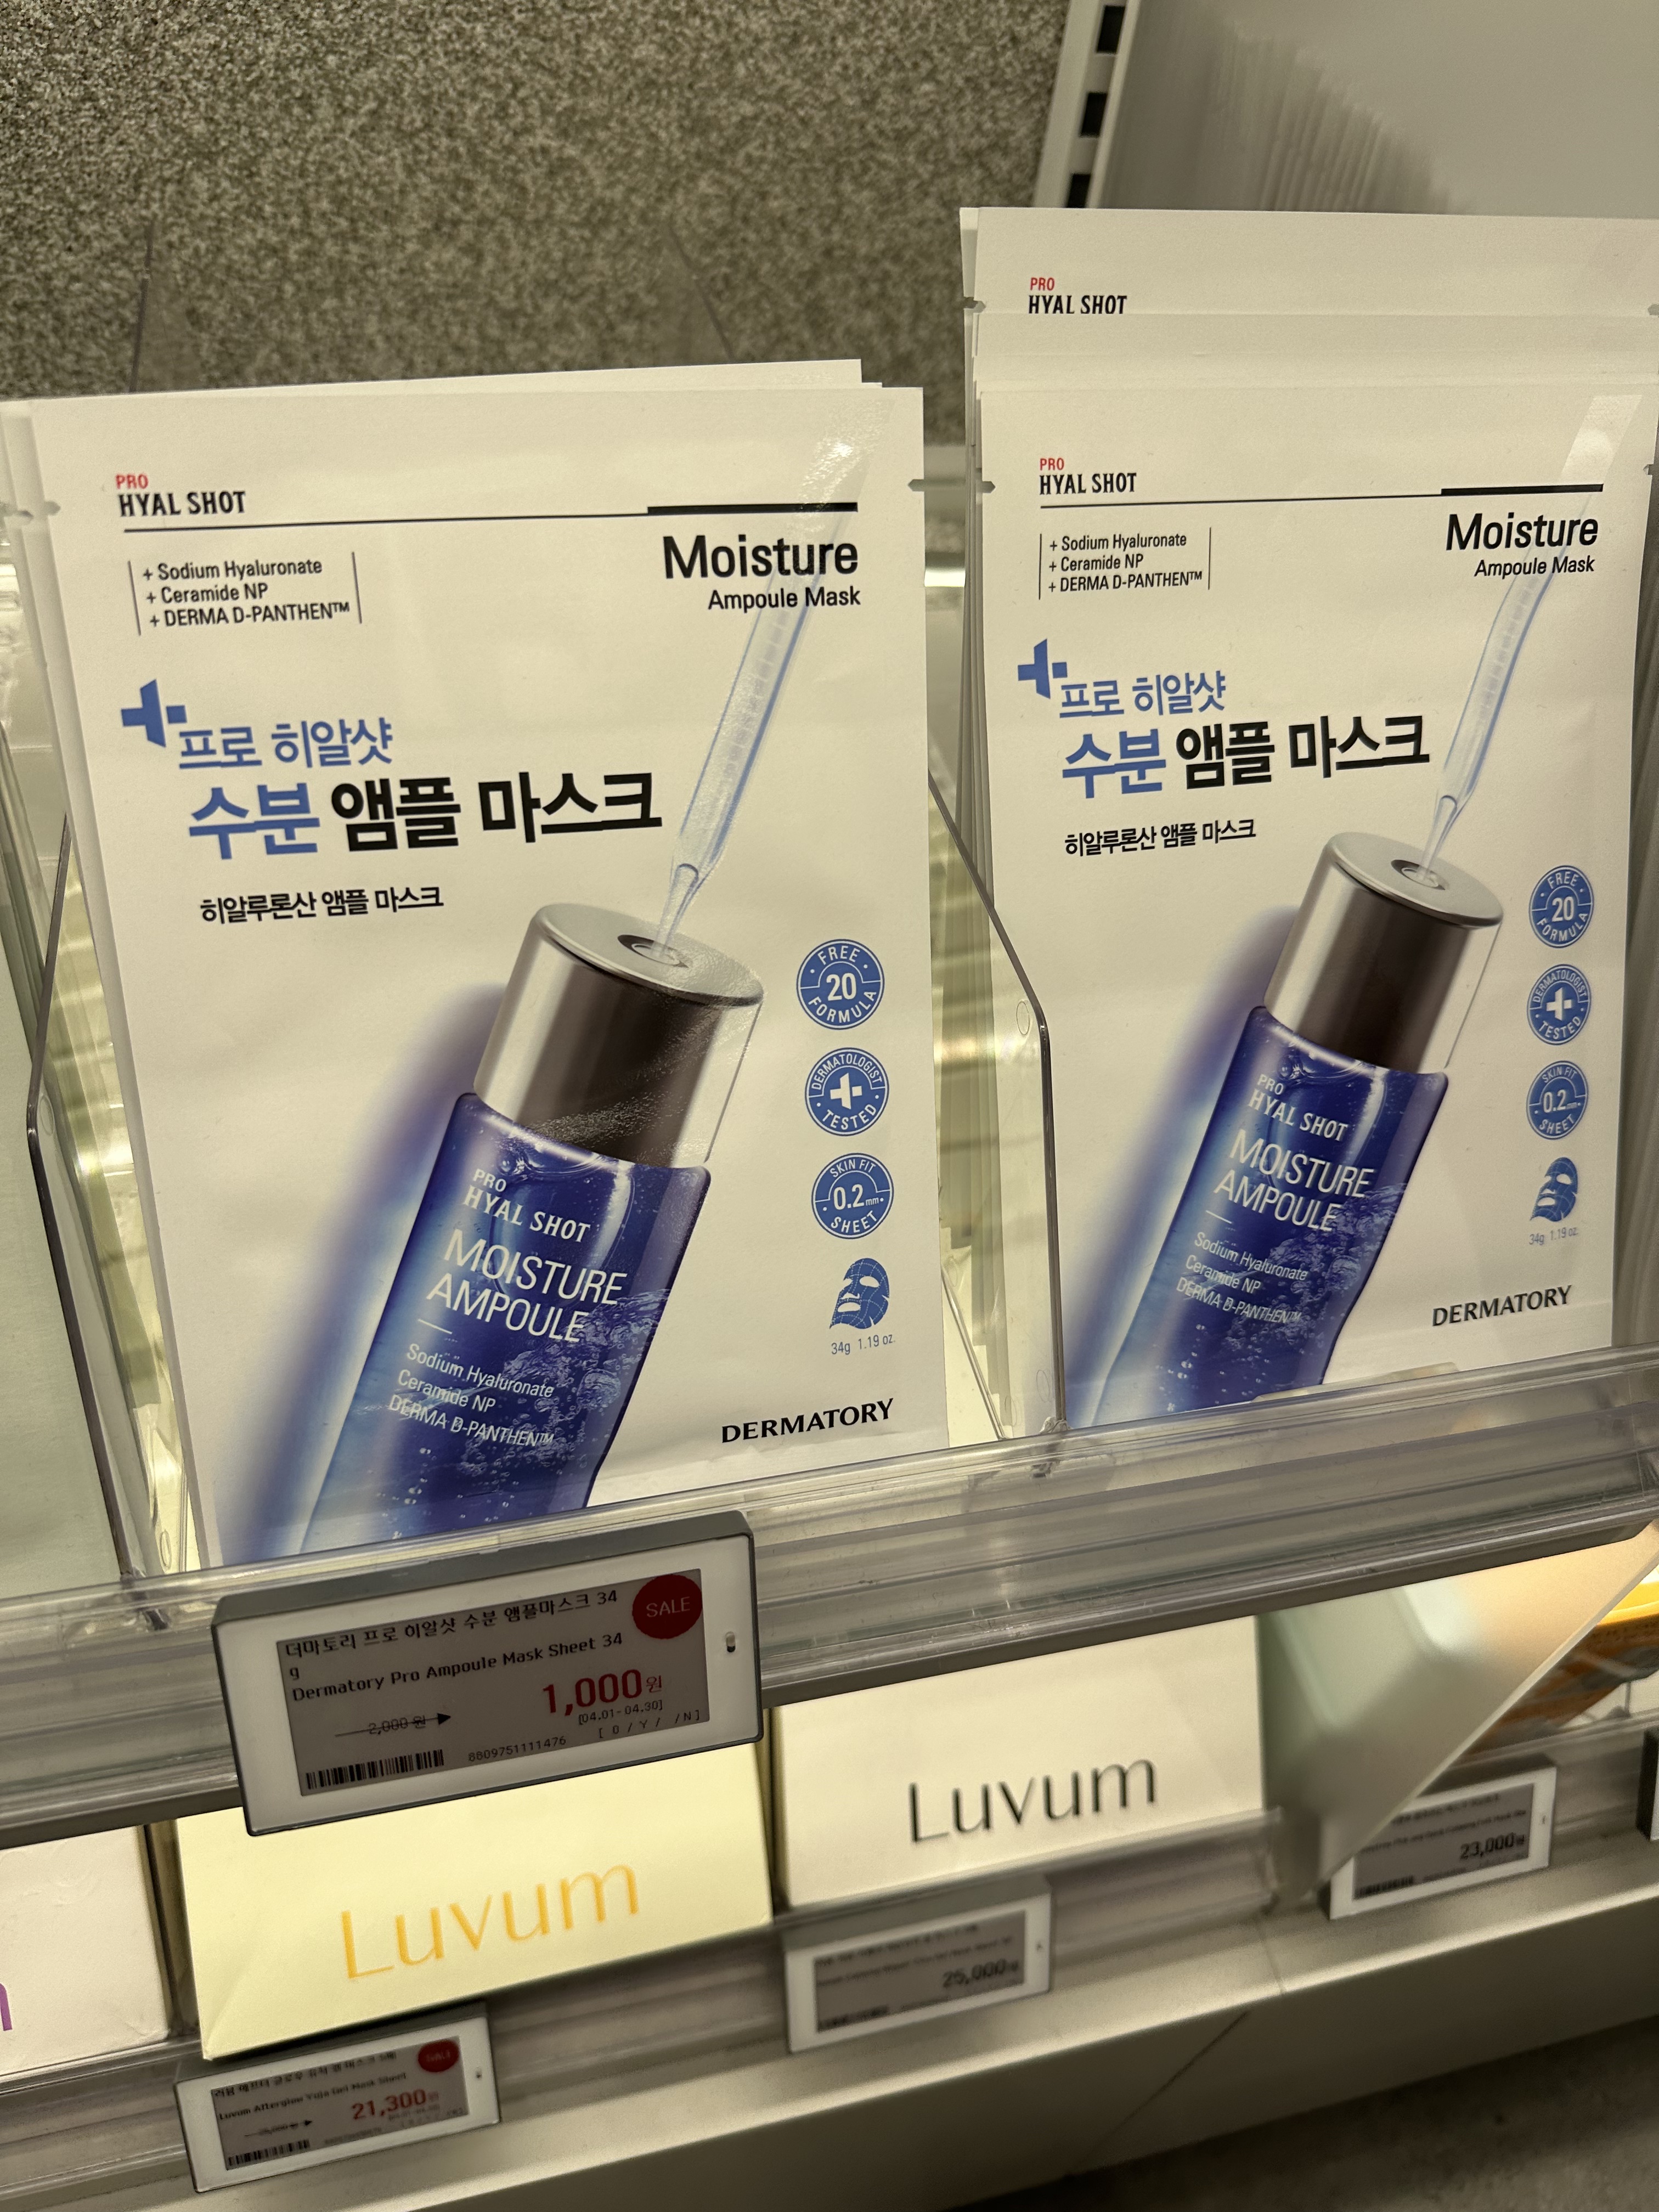 PRO
HYAL SHOT
+ Sodium Hyaluronate
+ Ceramide NP
+ DERMA D-PANTHEN™
Moisture
Ampoule Mask
프로 히알샷
수분 앰플 마스크
히알루론산 앰플 마스크
FREE
20
FORMULA
DERMATOLOGIST
TESTED
SKIN FIT
0.2mm
SHEET
34g 1.19 oz.
PRO
HYAL SHOT
MOISTURE
AMPOULE
Sodium Hyaluronate
Ceramide NP
DERMA D-PANTHEN™
DERMATORY
PRO
HYAL SHOT
PRO
HYAL SHOT
+ Sodium Hyaluronate
+ Ceramide NP
+ DERMA D-PANTHEN™
Moisture
Ampoule Mask
프로 히알샷
수분 앰플 마스크
히알루론산 앰플 마스크
FREE
20
FORMULA
DERMATOLOGIST
TESTED
SKIN FIT
0.2mm
SHEET
34g 1.19 oz.
PRO
HYAL SHOT
MOISTURE
AMPOULE
Sodium Hyaluronate
Ceramide NP
DERMA D-PANTHEN™
DERMATORY
더마토리 프로 히알샷 수분 앰플마스크 34
g
SALE
Dermatory Pro Ampoule Mask Sheet 34
2,000 원
1,000원
[04.01-04.30]
[ 0 / Y / /N]
8809751111476
Luvum
Luvum
23,000원
25,000원
SALE
Luvum Afterglow Yuja Gel Mask Sheet
21,300원